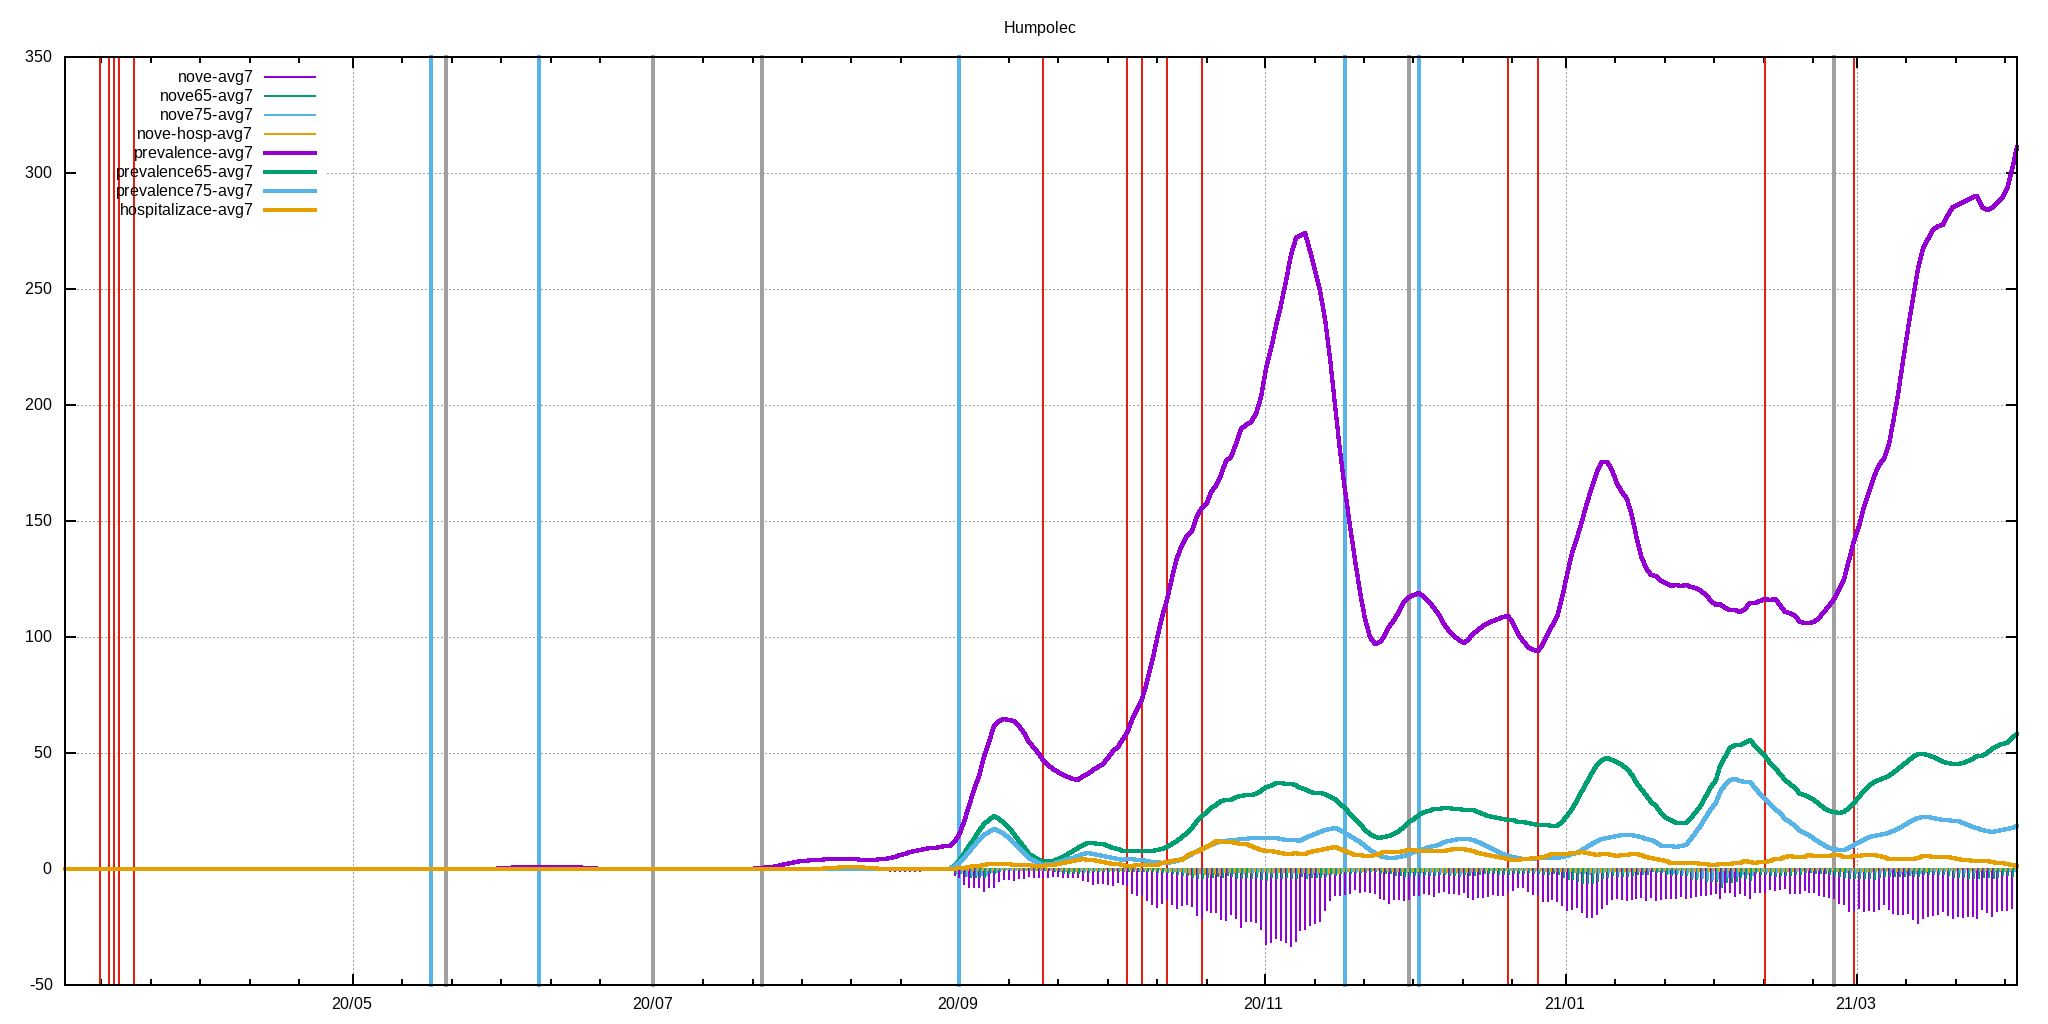 Humpolec
350
300
250
200
150
100
50
0
-50
nove-avg7
nove65-avg7
nove75-avg7
nove-hosp-avg7
prevalence-avg7
prevalence65-avg7
prevalence75-avg7
hospitalizace-avg7
20/05 20/07 20/09 20/11 21/01 21/03